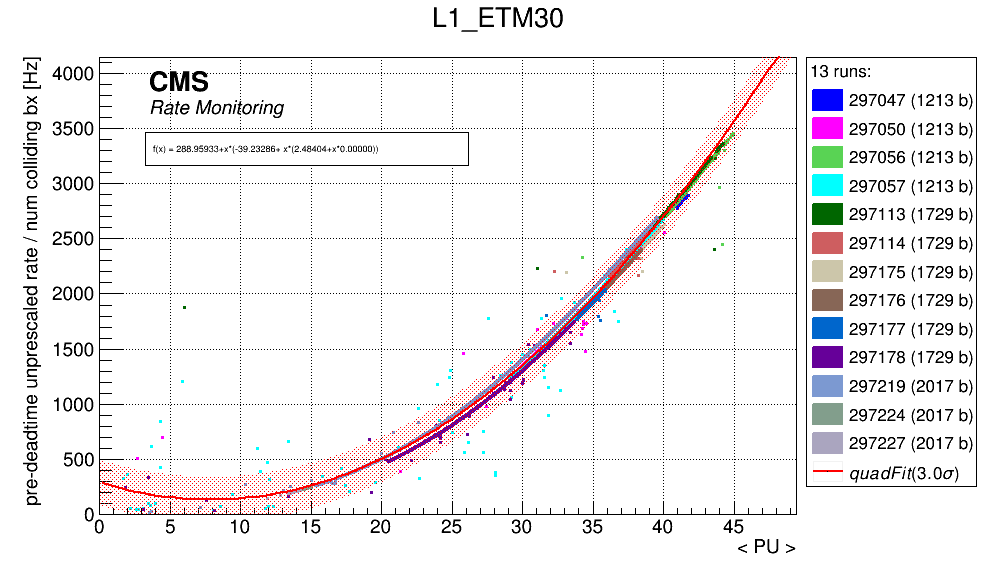 L1_ETM30
pre-deadtime unprescaled rate / num colliding bx [Hz]
4000
3500
3000
2500
2000
1500
1000
500
0
CMS
Rate Monitoring
f(x) = 288.95933+x*(-39.23286+ x*(2.48404+x*0.00000))
0 5 10 15 20 25 30 35 40 45
< PU >
13 runs:
297047 (1213 b)
297050 (1213 b)
297056 (1213 b)
297057 (1213 b)
297113 (1729 b)
297114 (1729 b)
297175 (1729 b)
297176 (1729 b)
297177 (1729 b)
297178 (1729 b)
297219 (2017 b)
297224 (2017 b)
297227 (2017 b)
quadFit(3.0σ)